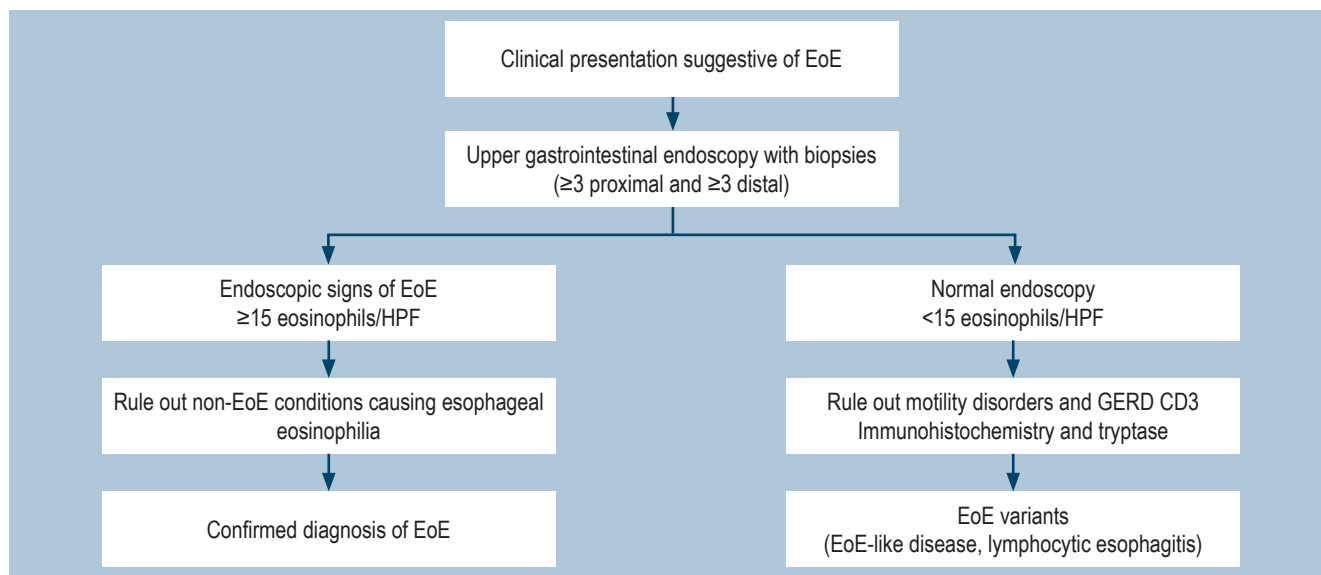 Clinical presentation suggestive of EoE
Upper gastrointestinal endoscopy with biopsies
(≥3 proximal and ≥3 distal)
Endoscopic signs of EoE
≥15 eosinophils/HPF
Normal endoscopy
<15 eosinophils/HPF
Rule out non-EoE conditions causing esophageal
eosinophilia
Rule out motility disorders and GERD CD3
Immunohistochemistry and tryptase
Confirmed diagnosis of EoE
EoE variants
(EoE-like disease, lymphocytic esophagitis)